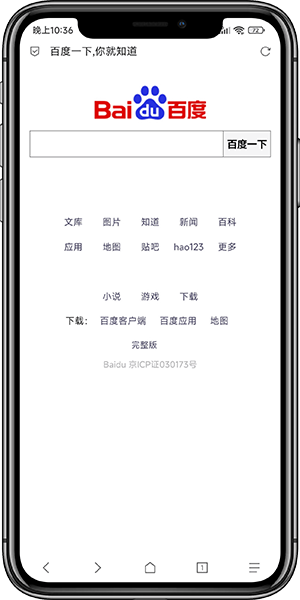 晚上10:36
72
百度一下,你就知道
Bai du 百度
百度一下
文库 图片 知道 新闻 百科
应用 地图 贴吧 hao123 更多
小说 游戏 下载
下载: 百度客户端 百度应用 地图
完整版
Baidu 京ICP证030173号
1